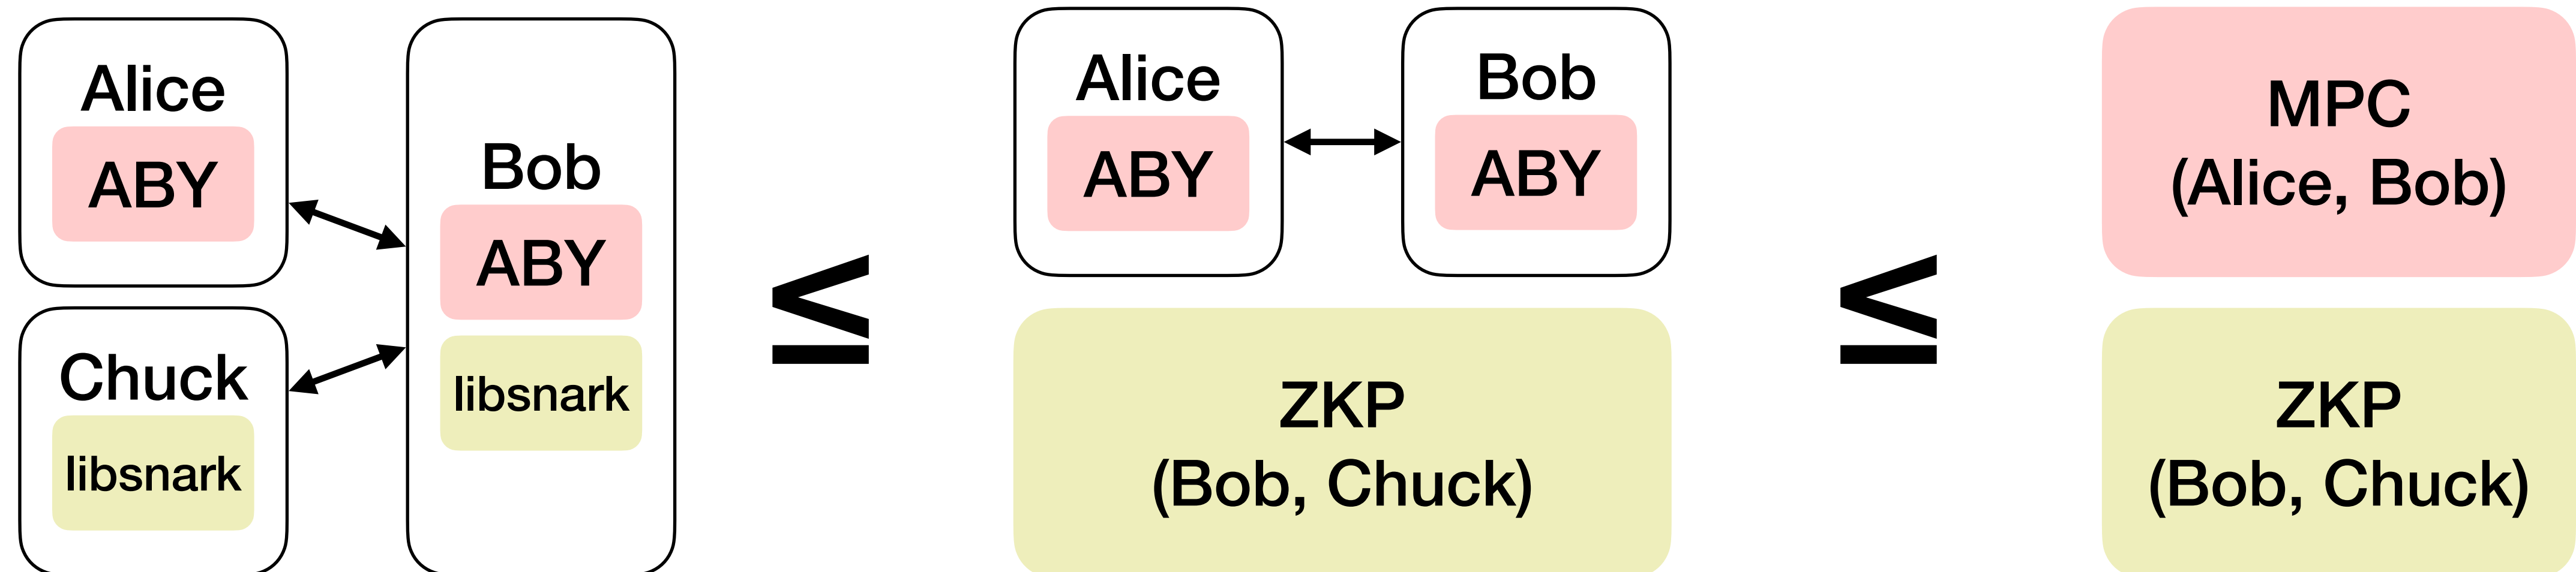 Alice
ABY
Chuck
libsnark
Bob
ABY
libsnark
≤
Alice
ABY
Bob
ABY
ZKP
(Bob, Chuck)
≤
MPC
(Alice, Bob)
ZKP
(Bob, Chuck)